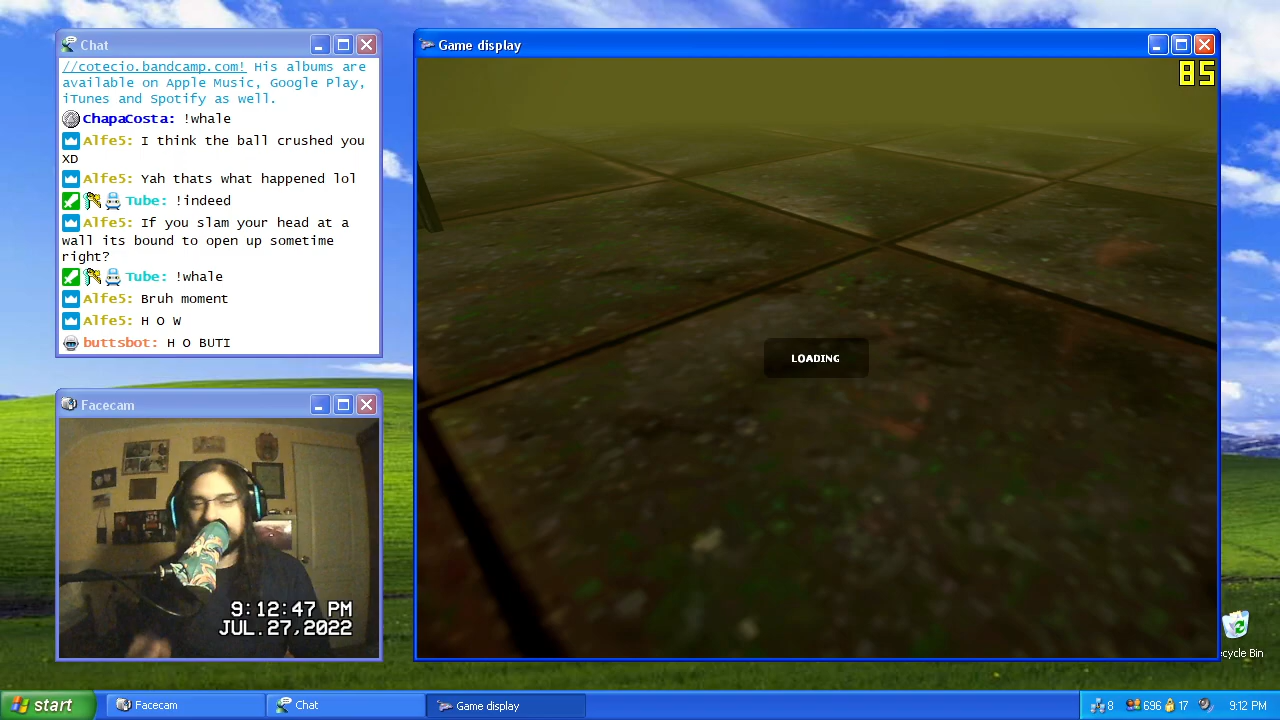 Chat
//cotecio.bandcamp.com! His albums are
available on Apple Music, Google Play,
iTunes and Spotify as well.
ChapaCosta: !whale
Alfe5: I think the ball crushed you
XD
Alfe5: Yah thats what happened lol
Tube: !indeed
Alfe5: If you slam your head at a
wall its bound to open up sometime
right?
Tube: !whale
Alfe5: Bruh moment
Alfe5: H O W
buttsbot: H O BUTI
Game display
85
LOADING
Facecam
9:12:47 PM
JUL.27,2022
ecycle Bin
start
Facecam
Chat
Game display
8
696
17
9:12 PM